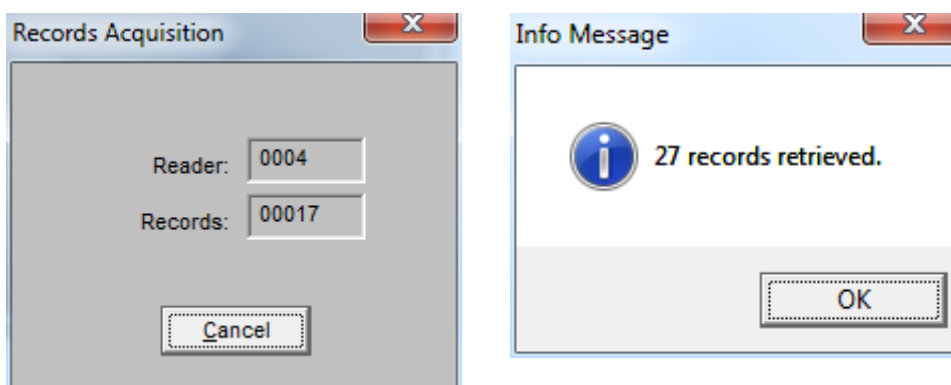 Records Acquisition
Reader: 0004
Records: 00017
Cancel
Info Message
27 records retrieved.
OK